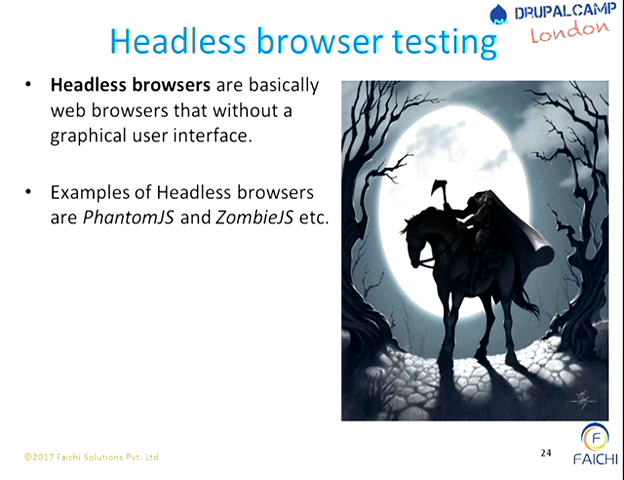 DRUPALCAMP
London
Headless browser testing
• Headless browsers are basically
web browsers that without a
graphical user interface.
• Examples of Headless browsers
are PhantomJS and ZombieJS etc.
©2017 Faichi Solutions Pvt. Ltd.
24
F
FAICHI